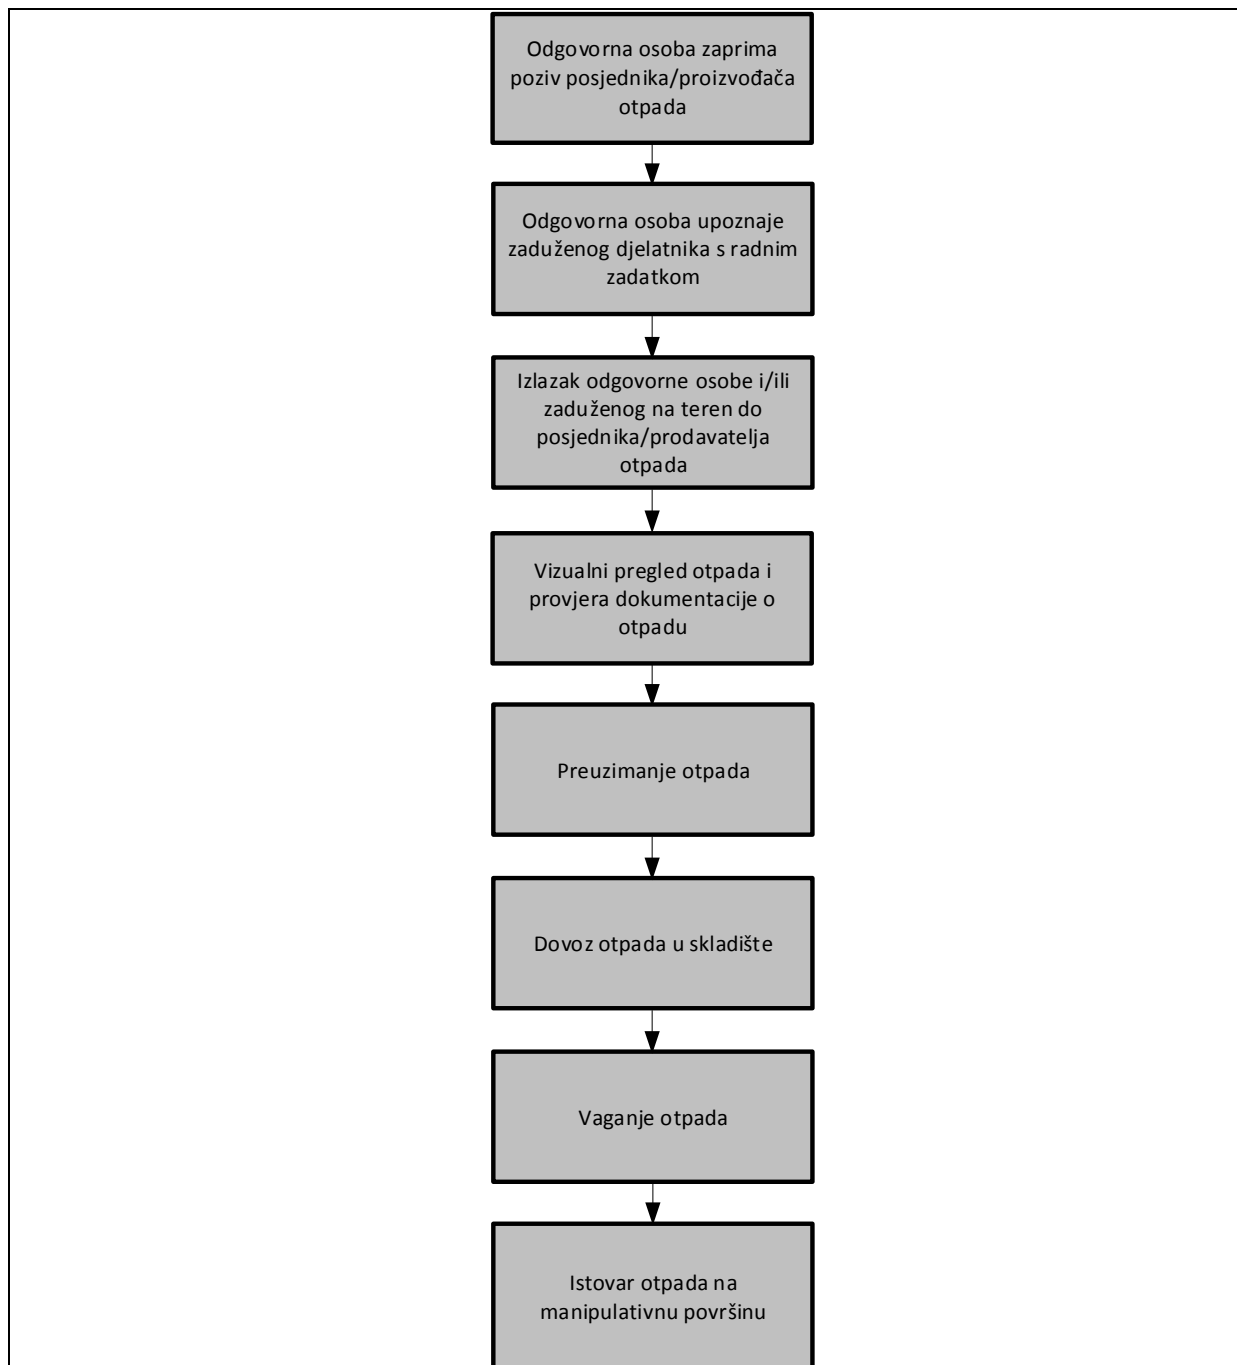 Odgovorna osoba zaprima
poziv posjednika/proizvođača
otpada
Odgovorna osoba upoznaje
zaduženog djelatnika s radnim
zadatkom
Izlazak odgovorne osobe i/ili
zaduženog na teren do
posjednika/prodavatelja
otpada
Vizualni pregled otpada i
provjera dokumentacije o
otpadu
Preuzimanje otpada
Dovoz otpada u skladište
Vaganje otpada
Istovar otpada na
manipulativnu površinu